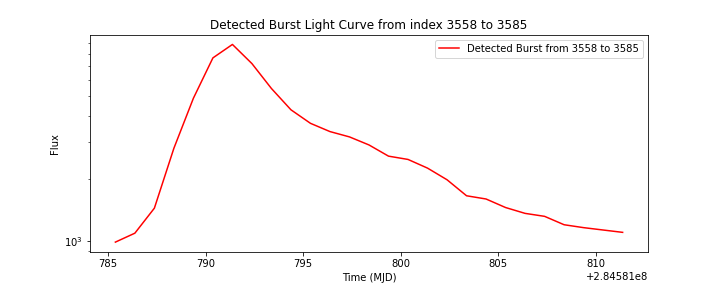 Detected Burst Light Curve from index 3558 to 3585
Detected Burst from 3558 to 3585
Flux
10³
785 790 795 800 805 810
Time (MJD)
+2.84581e8